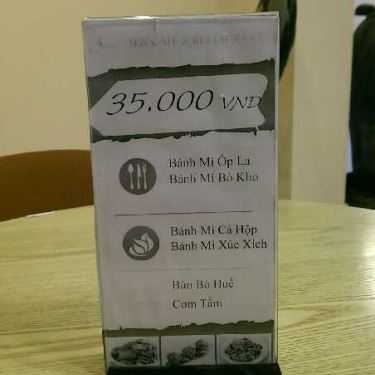 35.000 VND
Bánh Mì Ốp La
Bánh Mì Bò Kho
Bánh Mì Cá Hộp
Bánh Mì Xúc Xích
Bún Bò Huế
Cơm Tấm